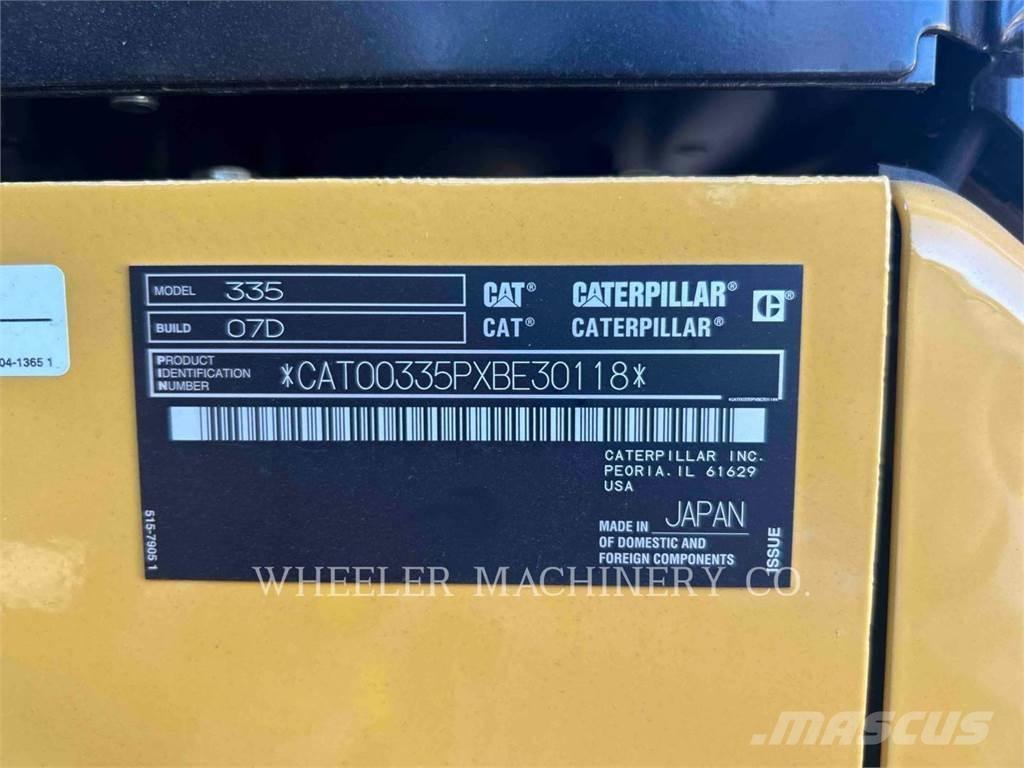 MODEL 335
BUILD 07D
CAT® CATERPILLAR®
CAT® CATERPILLAR®
C®
PRODUCT
IDENTIFICATION
NUMBER
*CAT00335PXBE30118*
04-1365 1
CATERPILLAR INC.
PEORIA. IL 61629
USA
MADE IN JAPAN
OF DOMESTIC AND
FOREIGN COMPONENTS
ISSUE
515-7905 1
WHEELER MACHINERY CO.
MASCUS